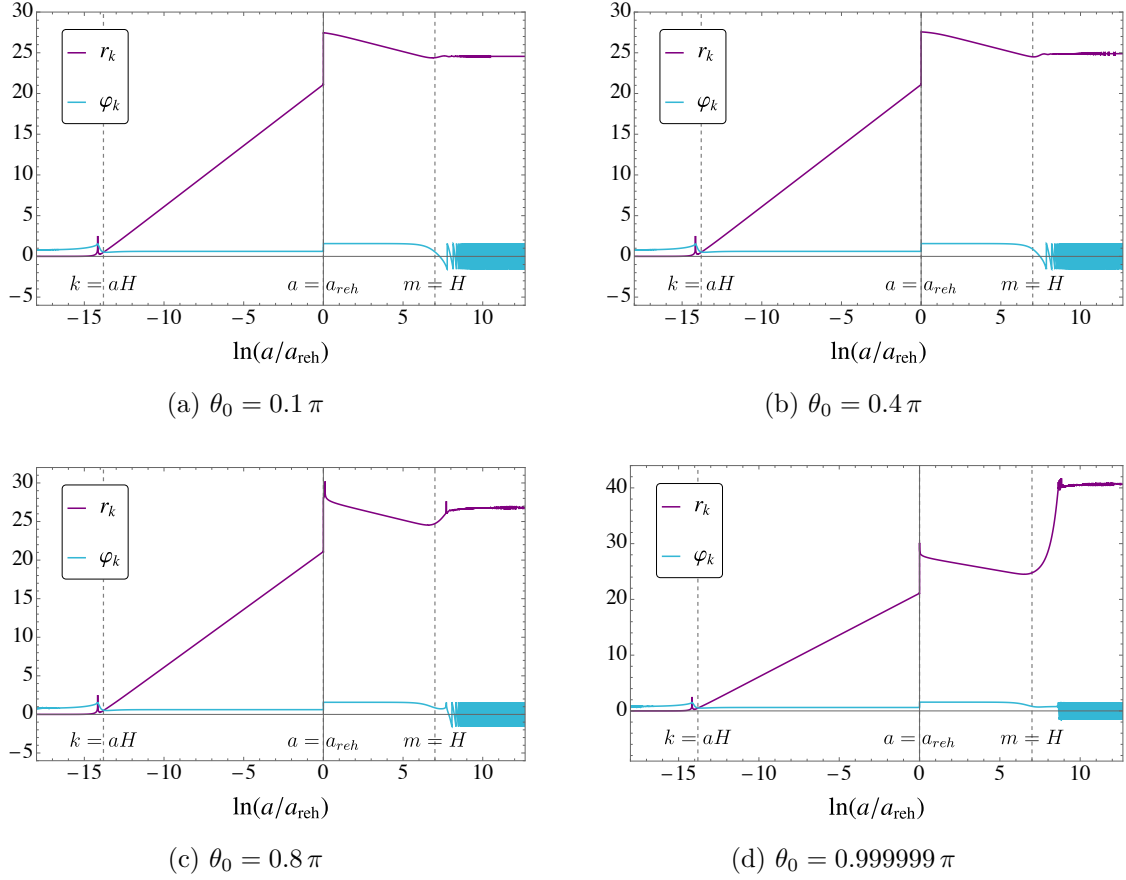 30
25
20
15
10
5
0
−5
r_k
φ_k
k = aH
a = a_reh
m = H
−15
−10
−5
0
5
10
ln(a/a_reh)
(a) θ_0 = 0.1 π
30
25
20
15
10
5
0
−5
r_k
φ_k
k = aH
a = a_reh
m = H
−15
−10
−5
0
5
10
ln(a/a_reh)
(b) θ_0 = 0.4 π
30
25
20
15
10
5
0
−5
r_k
φ_k
k = aH
a = a_reh
m = H
−15
−10
−5
0
5
10
ln(a/a_reh)
(c) θ_0 = 0.8 π
40
30
20
10
0
r_k
φ_k
k = aH
a = a_reh
m = H
−15
−10
−5
0
5
10
ln(a/a_reh)
(d) θ_0 = 0.999999 π